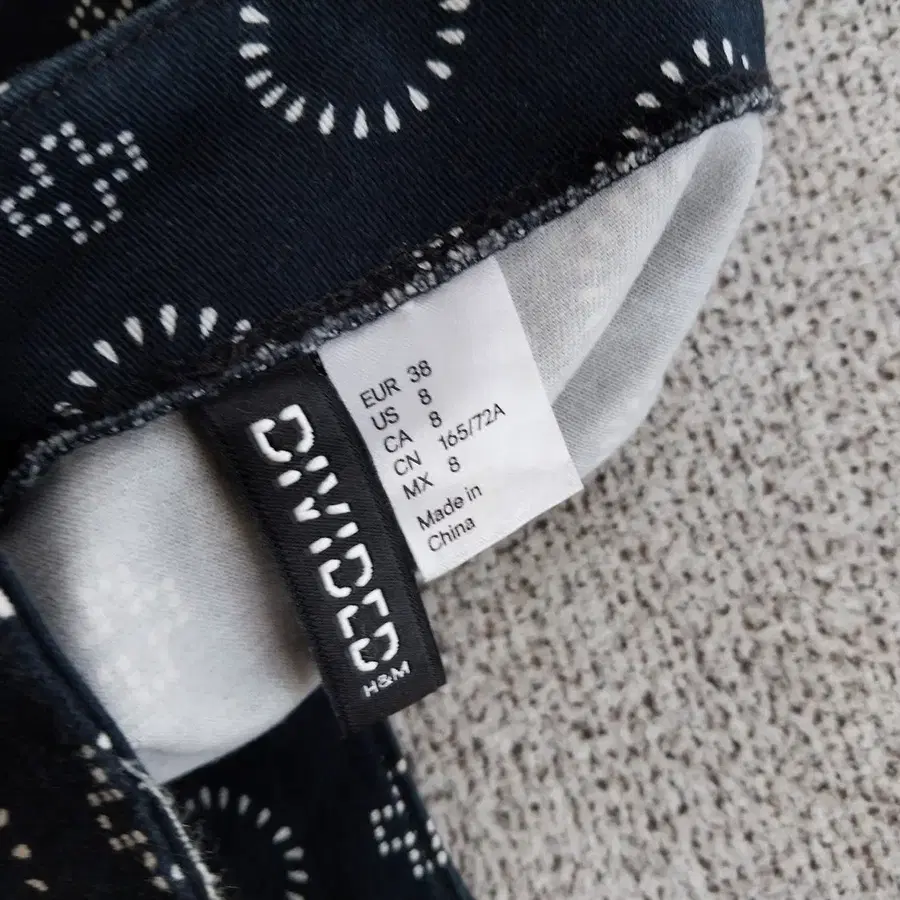 EUR 38
US 8
CA 8
CN 165/72A
MX 8
Made in
China
DIVIDED
H&M